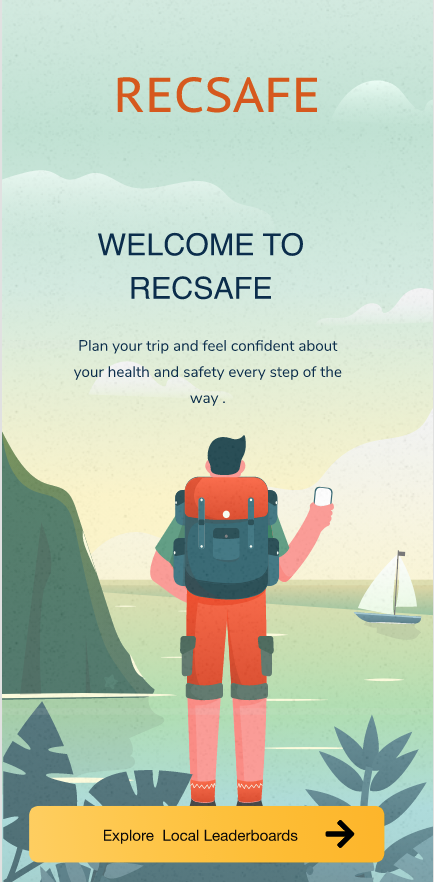 RECSAFE
WELCOME TO
RECSAFE
Plan your trip and feel confident about
your health and safety every step of the
way .
Explore  Local Leaderboards